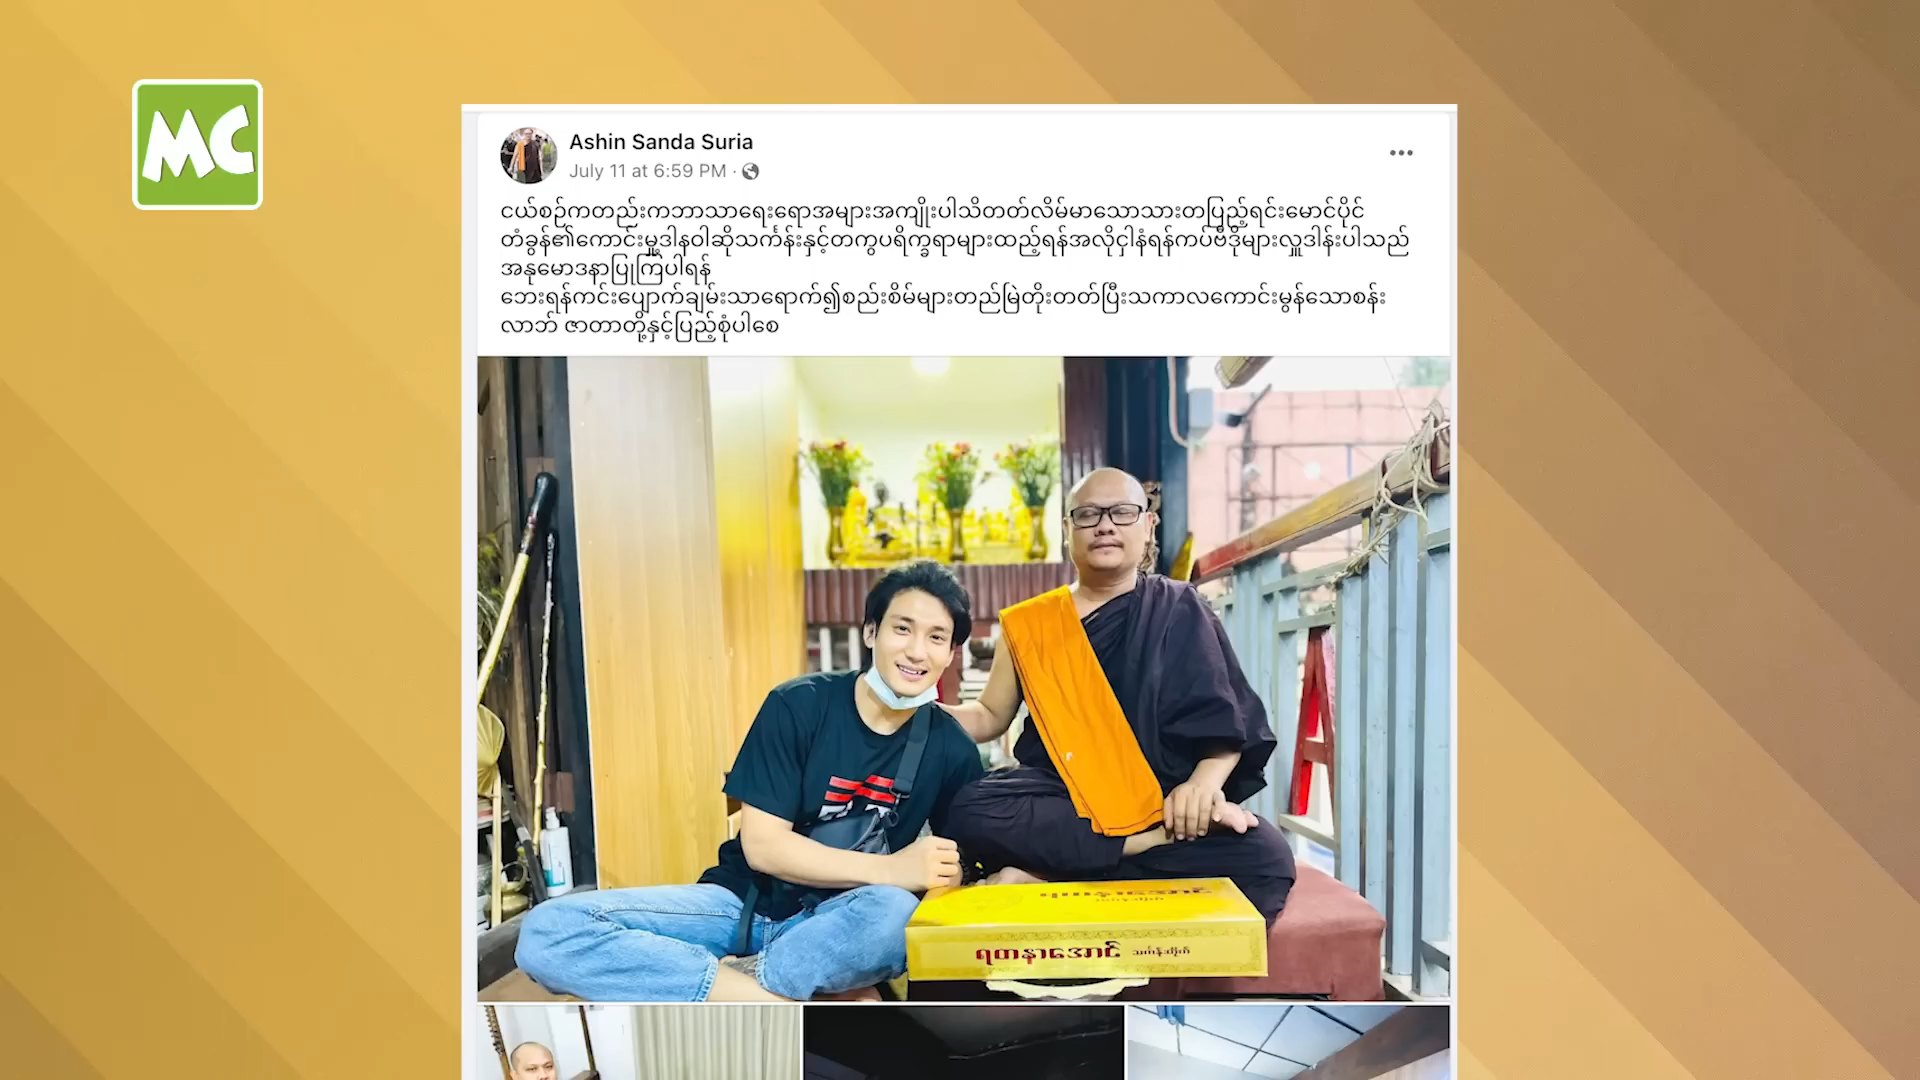 MC
Ashin Sanda Suria
July 11 at 6:59 PM ·
ငယ်စဉ်ကတည်းကဘာသာရေးရောအများအကျိုးပါသိတတ်လိမ်မာသောသားတပြည့်ရင်းမောင်ပိုင်
တံခွန်၏ကောင်းမှု့ဒါနဝါဆိုသင်္ကန်းနှင့်တကွပရိက္ခရာများထည့်ရန်အလိုငှါနံရန်ကပ်ဗီဒိုများလှူဒါန်းပါသည်
အနုမောဒနာပြုကြပါရန်
ဘေးရန်ကင်းပျောက်ချမ်းသာရောက်၍စည်းစိမ်များတည်မြဲတိုးတတ်ပြီးသကာလကောင်းမွန်သောစန်း
လာဘ် ဇာတာတို့နှင့်ပြည့်စုံပါစေ
ရတနာအောင် သင်္ကန်းတိုက်